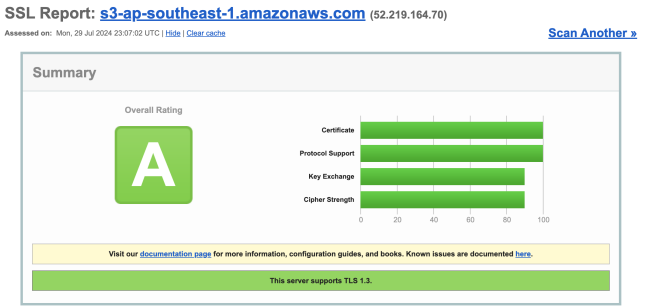 SSL Report: s3-ap-southeast-1.amazonaws.com (52.219.164.70)
Assessed on: Mon, 29 Jul 2024 23:07:02 UTC | Hide | Clear cache
Scan Another »
Summary
Overall Rating
A
Certificate
Protocol Support
Key Exchange
Cipher Strength
0 20 40 60 80 100
Visit our documentation page for more information, configuration guides, and books. Known issues are documented here.
This server supports TLS 1.3.